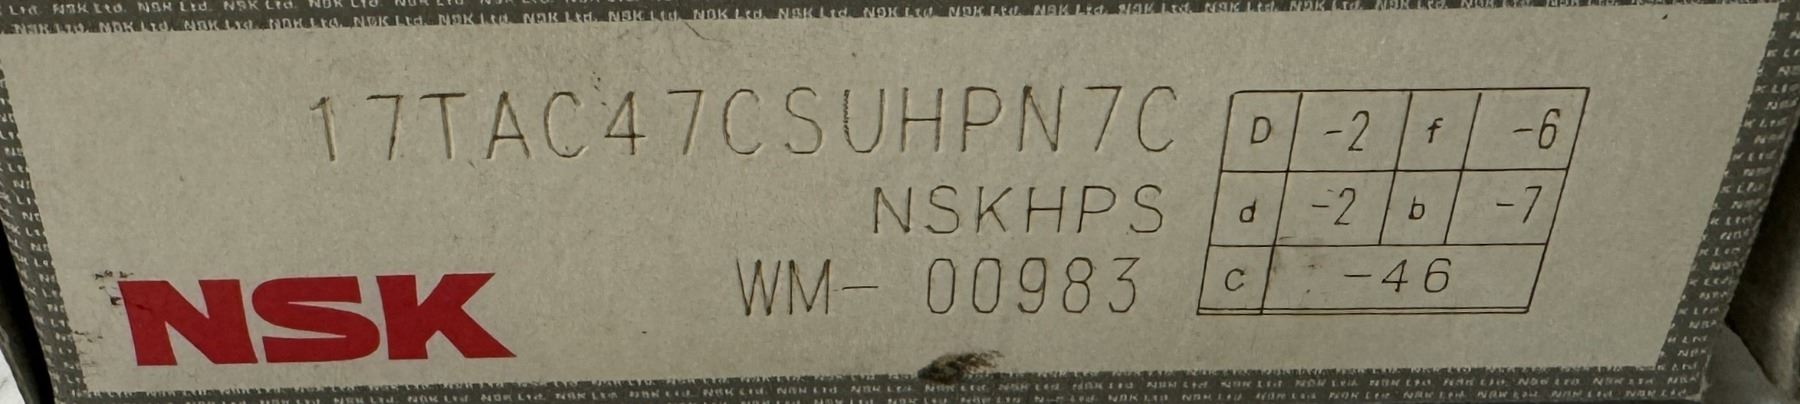 17TAC47CSUHPN7C
NSKHPS
WM- 00983
D -2 f -6
d -2 b -7
C -46
NSK